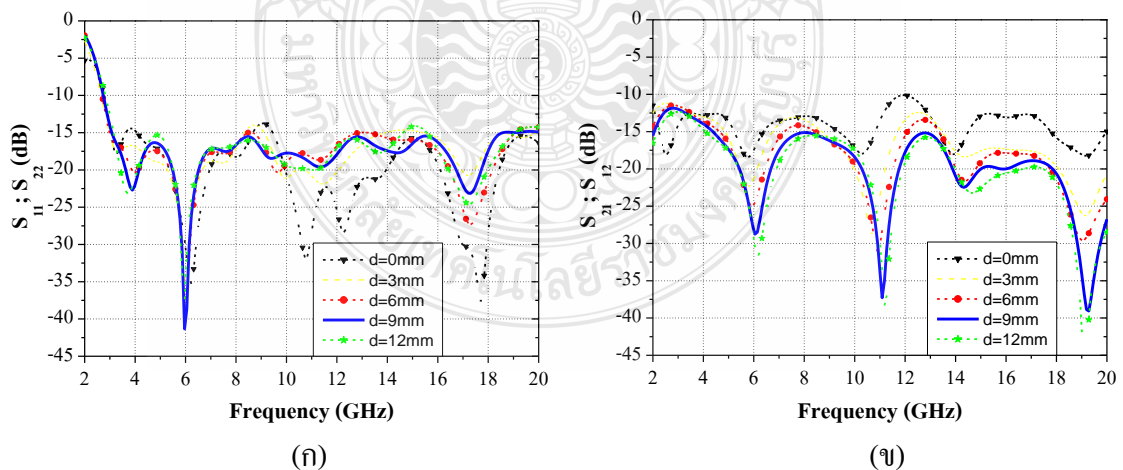 0
-5
-10
-15
-20
-25
-30
-35
-40
-45
S11 ; S22 (dB)
d=0mm
d=3mm
d=6mm
d=9mm
d=12mm
2 4 6 8 10 12 14 16 18 20
Frequency (GHz)
(ก)
0
-5
-10
-15
-20
-25
-30
-35
-40
-45
S21 ; S12 (dB)
d=0mm
d=3mm
d=6mm
d=9mm
d=12mm
2 4 6 8 10 12 14 16 18 20
Frequency (GHz)
(ข)